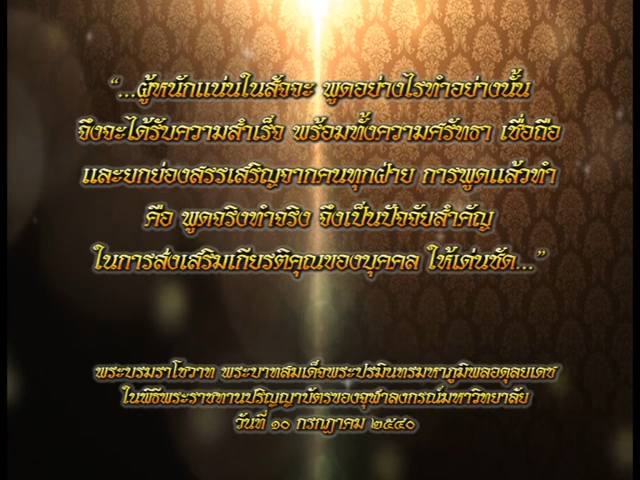 “...ผู้หนักแน่นในสัจจะ พูดอย่างไรทำอย่างนั้น
จึงจะได้รับความสำเร็จ พร้อมทั้งความศรัทธา เชื่อถือ
และยกย่องสรรเสริญจากคนทุกฝ่าย การพูดแล้วทำ
คือ พูดจริงทำจริง จึงเป็นปัจจัยสำคัญ
ในการส่งเสริมเกียรติคุณของบุคคล ให้เด่นชัด...”
พระบรมราโชวาท พระบาทสมเด็จพระปรมินทรมหาภูมิพลอดุลยเดช
ในพิธีพระราชทานปริญญาบัตรของจุฬาลงกรณ์มหาวิทยาลัย
วันที่ ๑๐ กรกฎาคม ๒๕๔๐